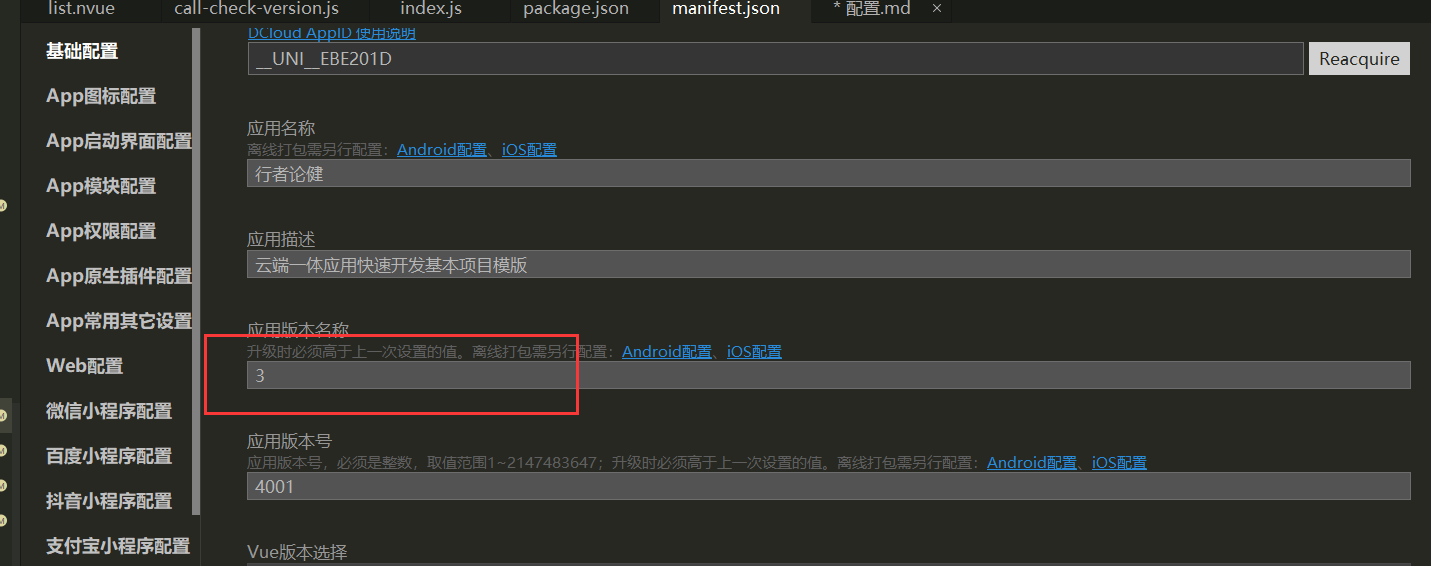 list.nvue
call-check-version.js
index.js
package.json
manifest.json
* 配置.md ×
基础配置
App图标配置
App启动界面配置
App模块配置
App权限配置
App原生插件配置
App常用其它设置
Web配置
微信小程序配置
百度小程序配置
抖音小程序配置
支付宝小程序配置
DCloud AppID 使用说明
__UNI__EBE201D
Reacquire
应用名称
离线打包需另行配置：Android配置、iOS配置
行者论健
应用描述
云端一体应用快速开发基本项目模版
应用版本名称
升级时必须高于上一次设置的值。离线打包需另行配置：Android配置、iOS配置
3
应用版本号
应用版本号，必须是整数，取值范围1~2147483647；升级时必须高于上一次设置的值。离线打包需另行配置：Android配置、iOS配置
4001
Vue版本选择